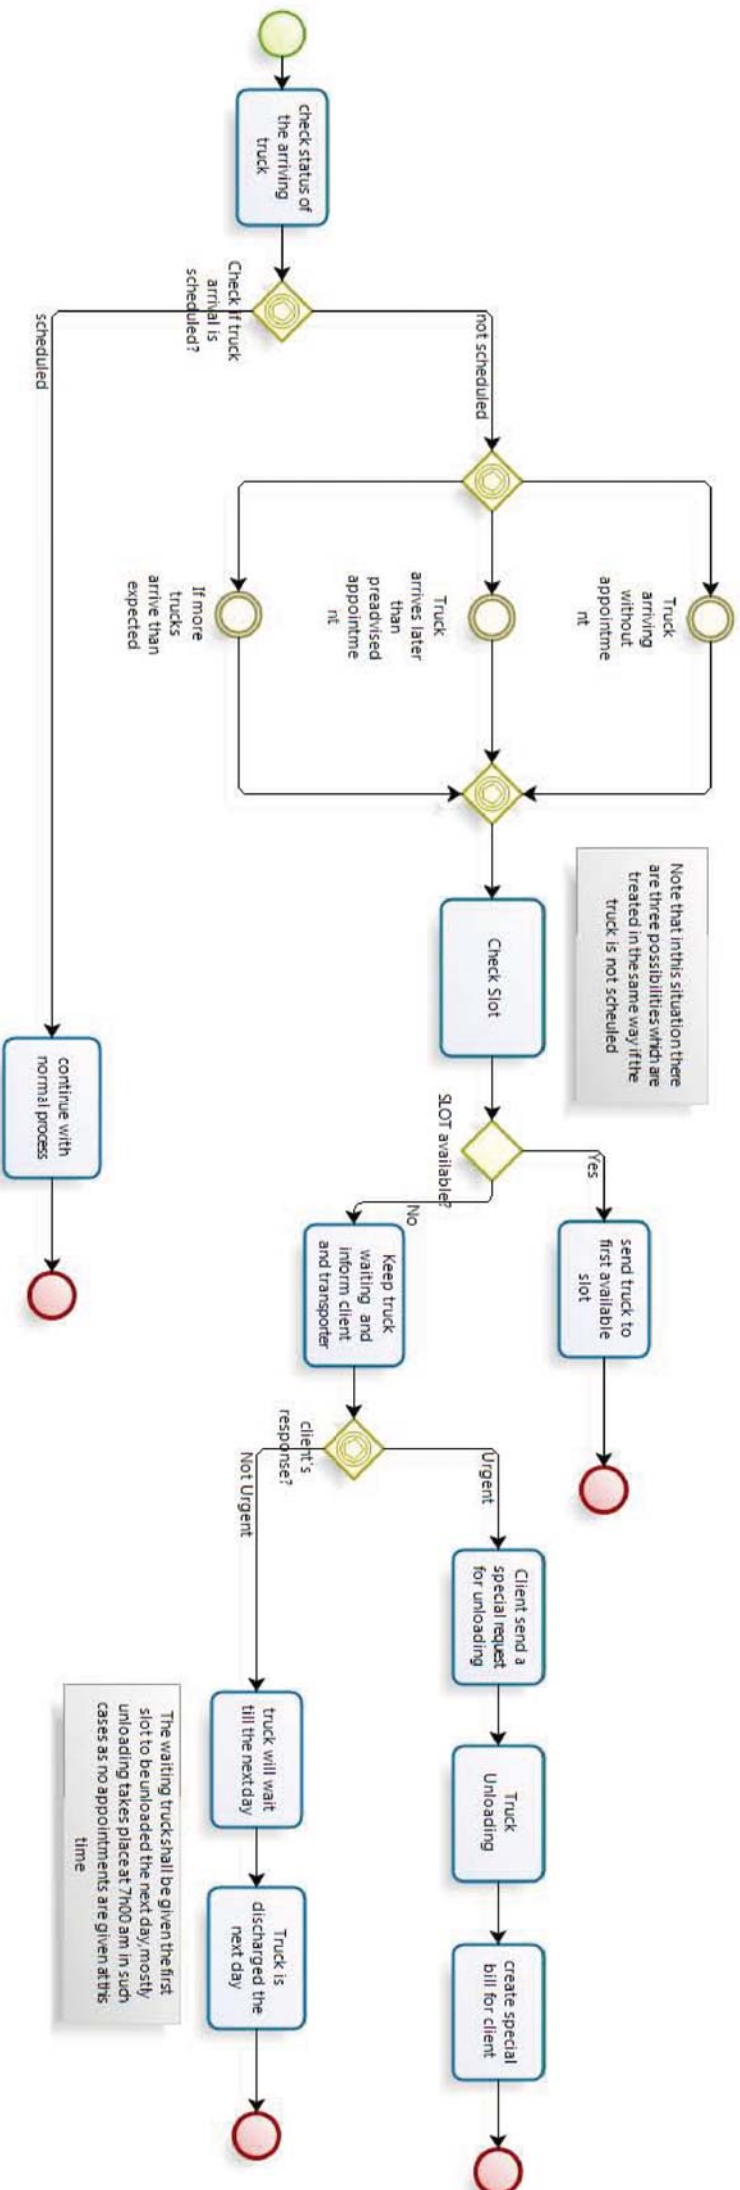 check status of
the arriving
truck
Check if truck
arrival is
scheduled?
not scheduled
scheduled
Truck
arriving
without
appointme
nt
Truck
arrives later
than
preadvised
appointme
nt
If more
trucks
arrive than
expected
Note that in this situation there
are three possibilities which are
treated in the same way if the
truck is not scheuled
Check Slot
SLOT available?
Yes
No
send truck to
first available
slot
Keep truck
waiting and
inform client
and transporter
continue with
normal process
client's
response?
Urgent
Not Urgent
Client send a
special request
for unloading
Truck
Unloading
create special
bill for client
truck will wait
till the next day
Truck is
discharged the
next day
The waiting truck shall be given the first
slot to be unloaded the next day, mostly
unloading takes place at 7h00 am in such
cases as no appointments are given at this
time